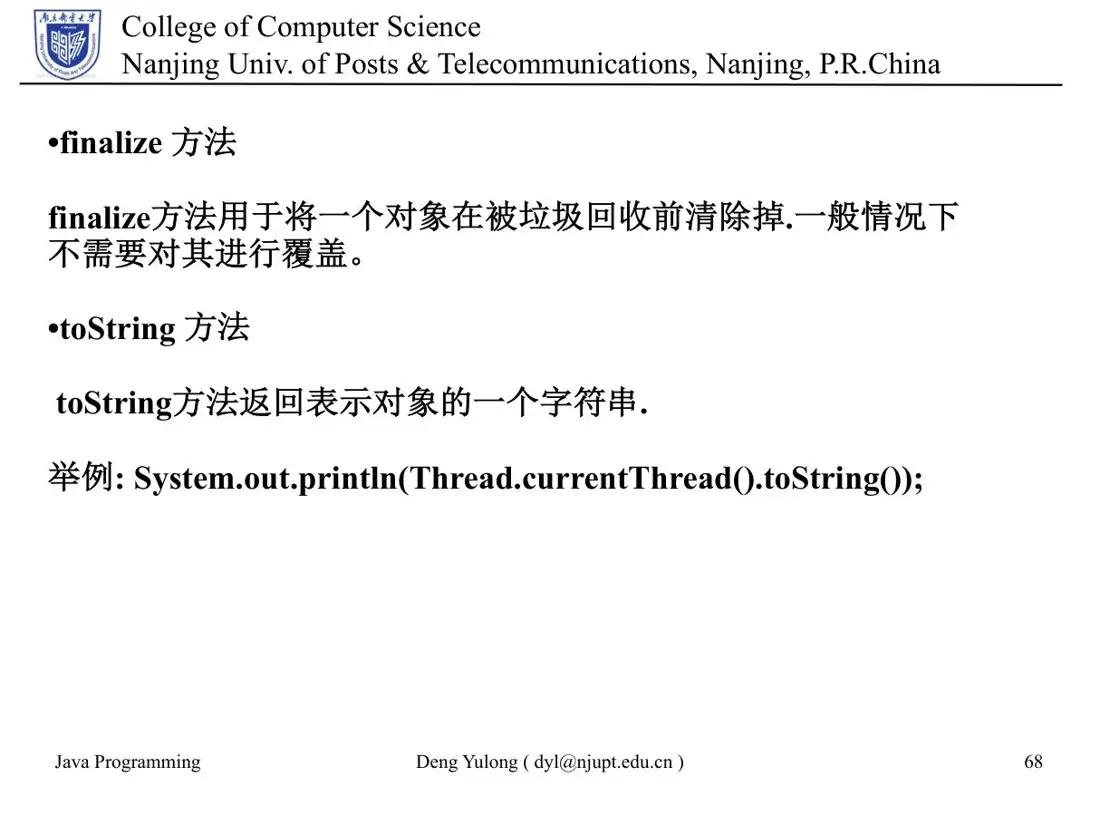 College of Computer Science
Nanjing Univ. of Posts & Telecommunications, Nanjing, P.R.China
•finalize 方法
finalize方法用于将一个对象在被垃圾回收前清除掉.一般情况下
不需要对其进行覆盖。
•toString 方法
toString方法返回表示对象的一个字符串.
举例: System.out.println(Thread.currentThread().toString());
Java Programming
Deng Yulong ( dyl@njupt.edu.cn )
68